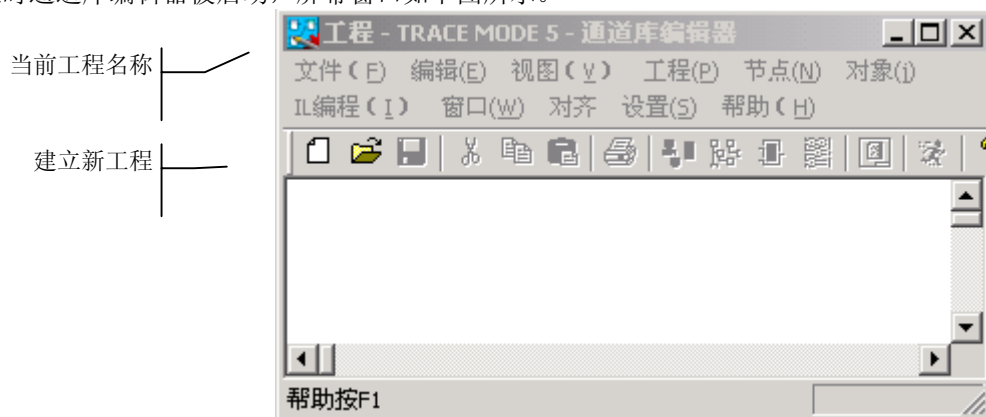 工程 - TRACE MODE 5 - 通道库编辑器
当前工程名称
文件(F) 编辑(E) 视图(V) 工程(P) 节点(N) 对象(j)
IL编程(I) 窗口(W) 对齐 设置(S) 帮助(H)
建立新工程
帮助按F1